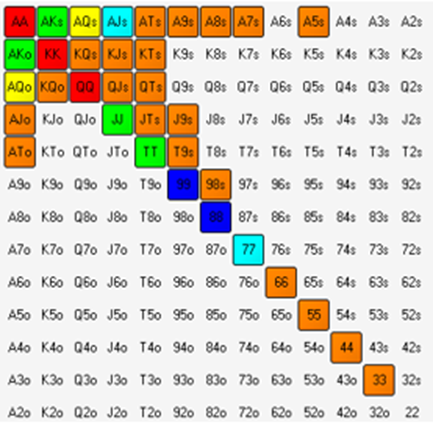 AA AKs AQs AJs ATs A9s A8s A7s A6s A5s A4s A3s A2s
AKo KK KQs KJs KTs K9s K8s K7s K6s K5s K4s K3s K2s
AQo KQo QQ QJs QTs Q9s Q8s Q7s Q6s Q5s Q4s Q3s Q2s
AJo KJo QJo JJ JTs J9s J8s J7s J6s J5s J4s J3s J2s
ATo KTo QTo JTo TT T9s T8s T7s T6s T5s T4s T3s T2s
A9o K9o Q9o J9o T9o 99 98s 97s 96s 95s 94s 93s 92s
A8o K8o Q8o J8o T8o 98o 88 87s 86s 85s 84s 83s 82s
A7o K7o Q7o J7o T7o 97o 87o 77 76s 75s 74s 73s 72s
A6o K6o Q6o J6o T6o 96o 86o 76o 66 65s 64s 63s 62s
A5o K5o Q5o J5o T5o 95o 85o 75o 65o 55 54s 53s 52s
A4o K4o Q4o J4o T4o 94o 84o 74o 64o 54o 44 43s 42s
A3o K3o Q3o J3o T3o 93o 83o 73o 63o 53o 43o 33 32s
A2o K2o Q2o J2o T2o 92o 82o 72o 62o 52o 42o 32o 22